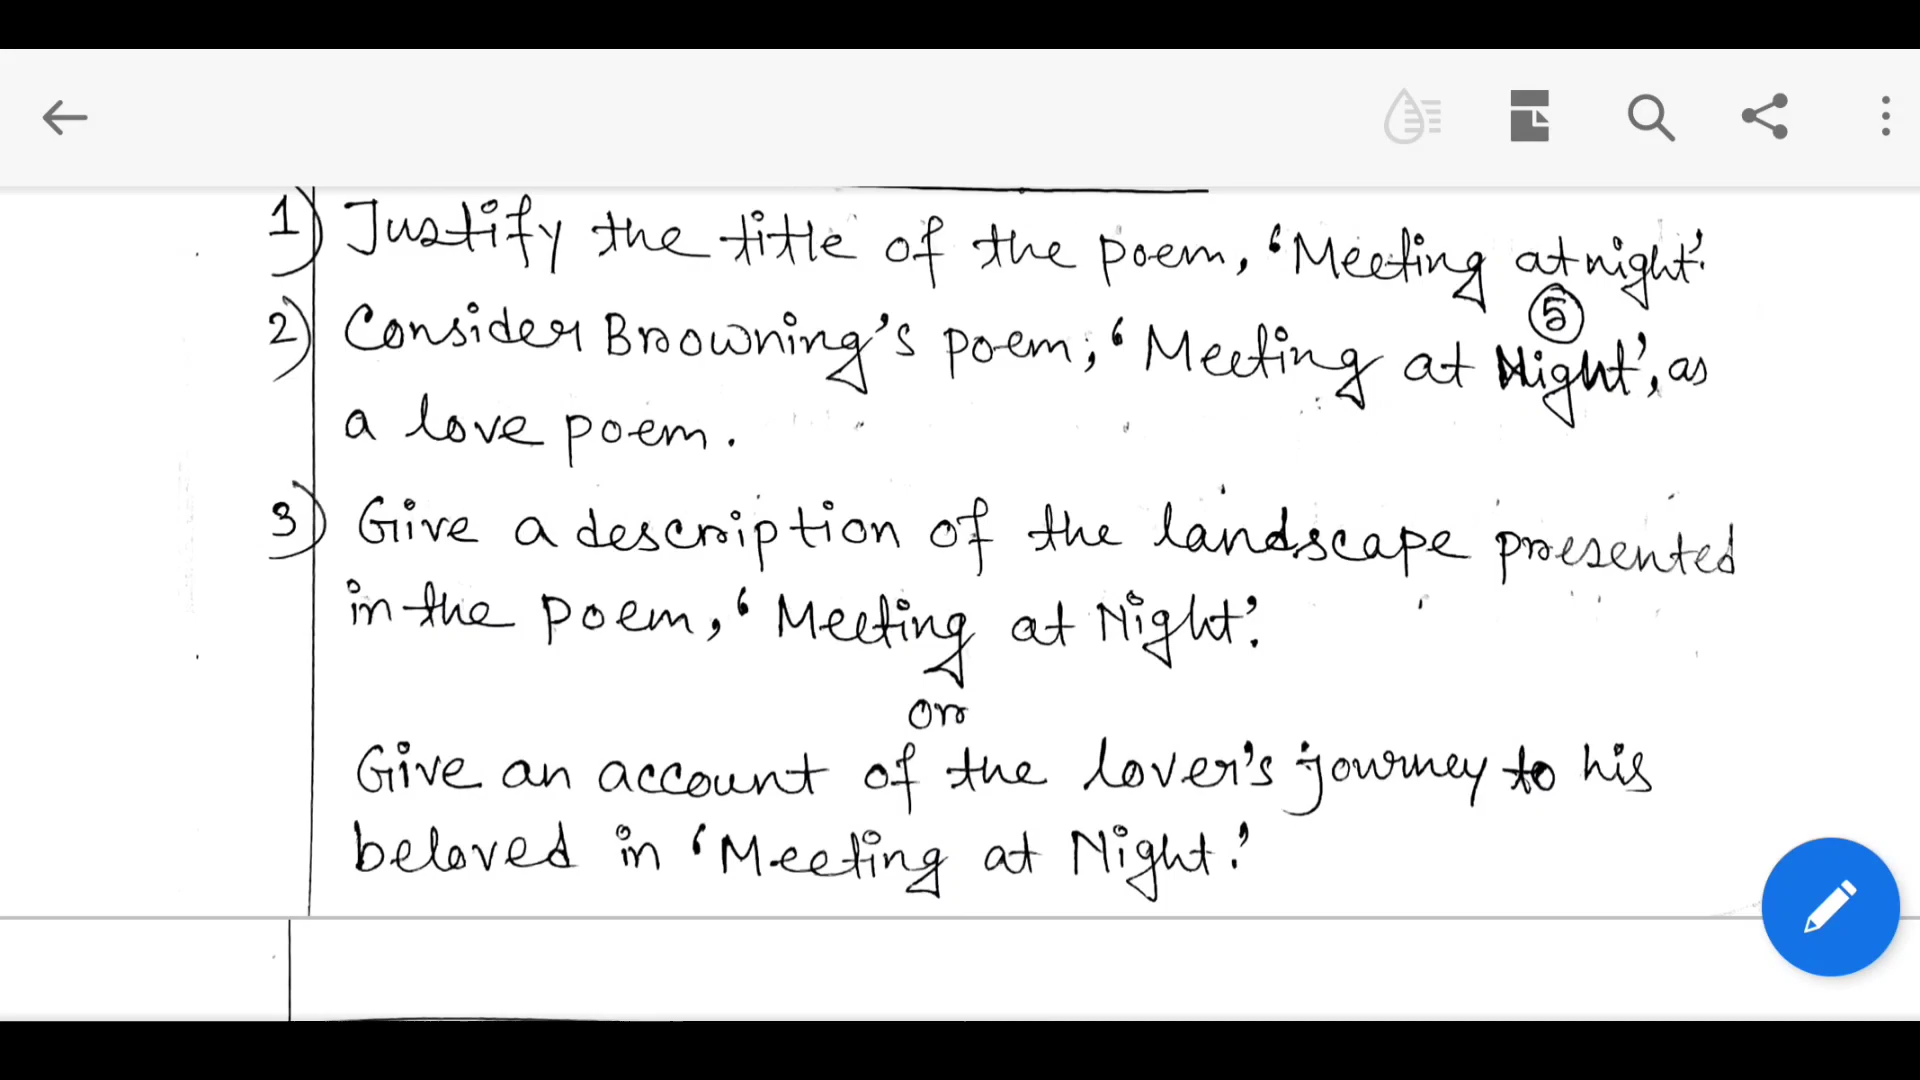 1) Justify the title of the poem, 'Meeting at night'.
5
2) Consider Browning's poem, 'Meeting at Night', as
a love poem.
3) Give a description of the landscape presented
in the poem, 'Meeting at Night'.
or
Give an account of the lover's journey to his
beloved in 'Meeting at Night.'